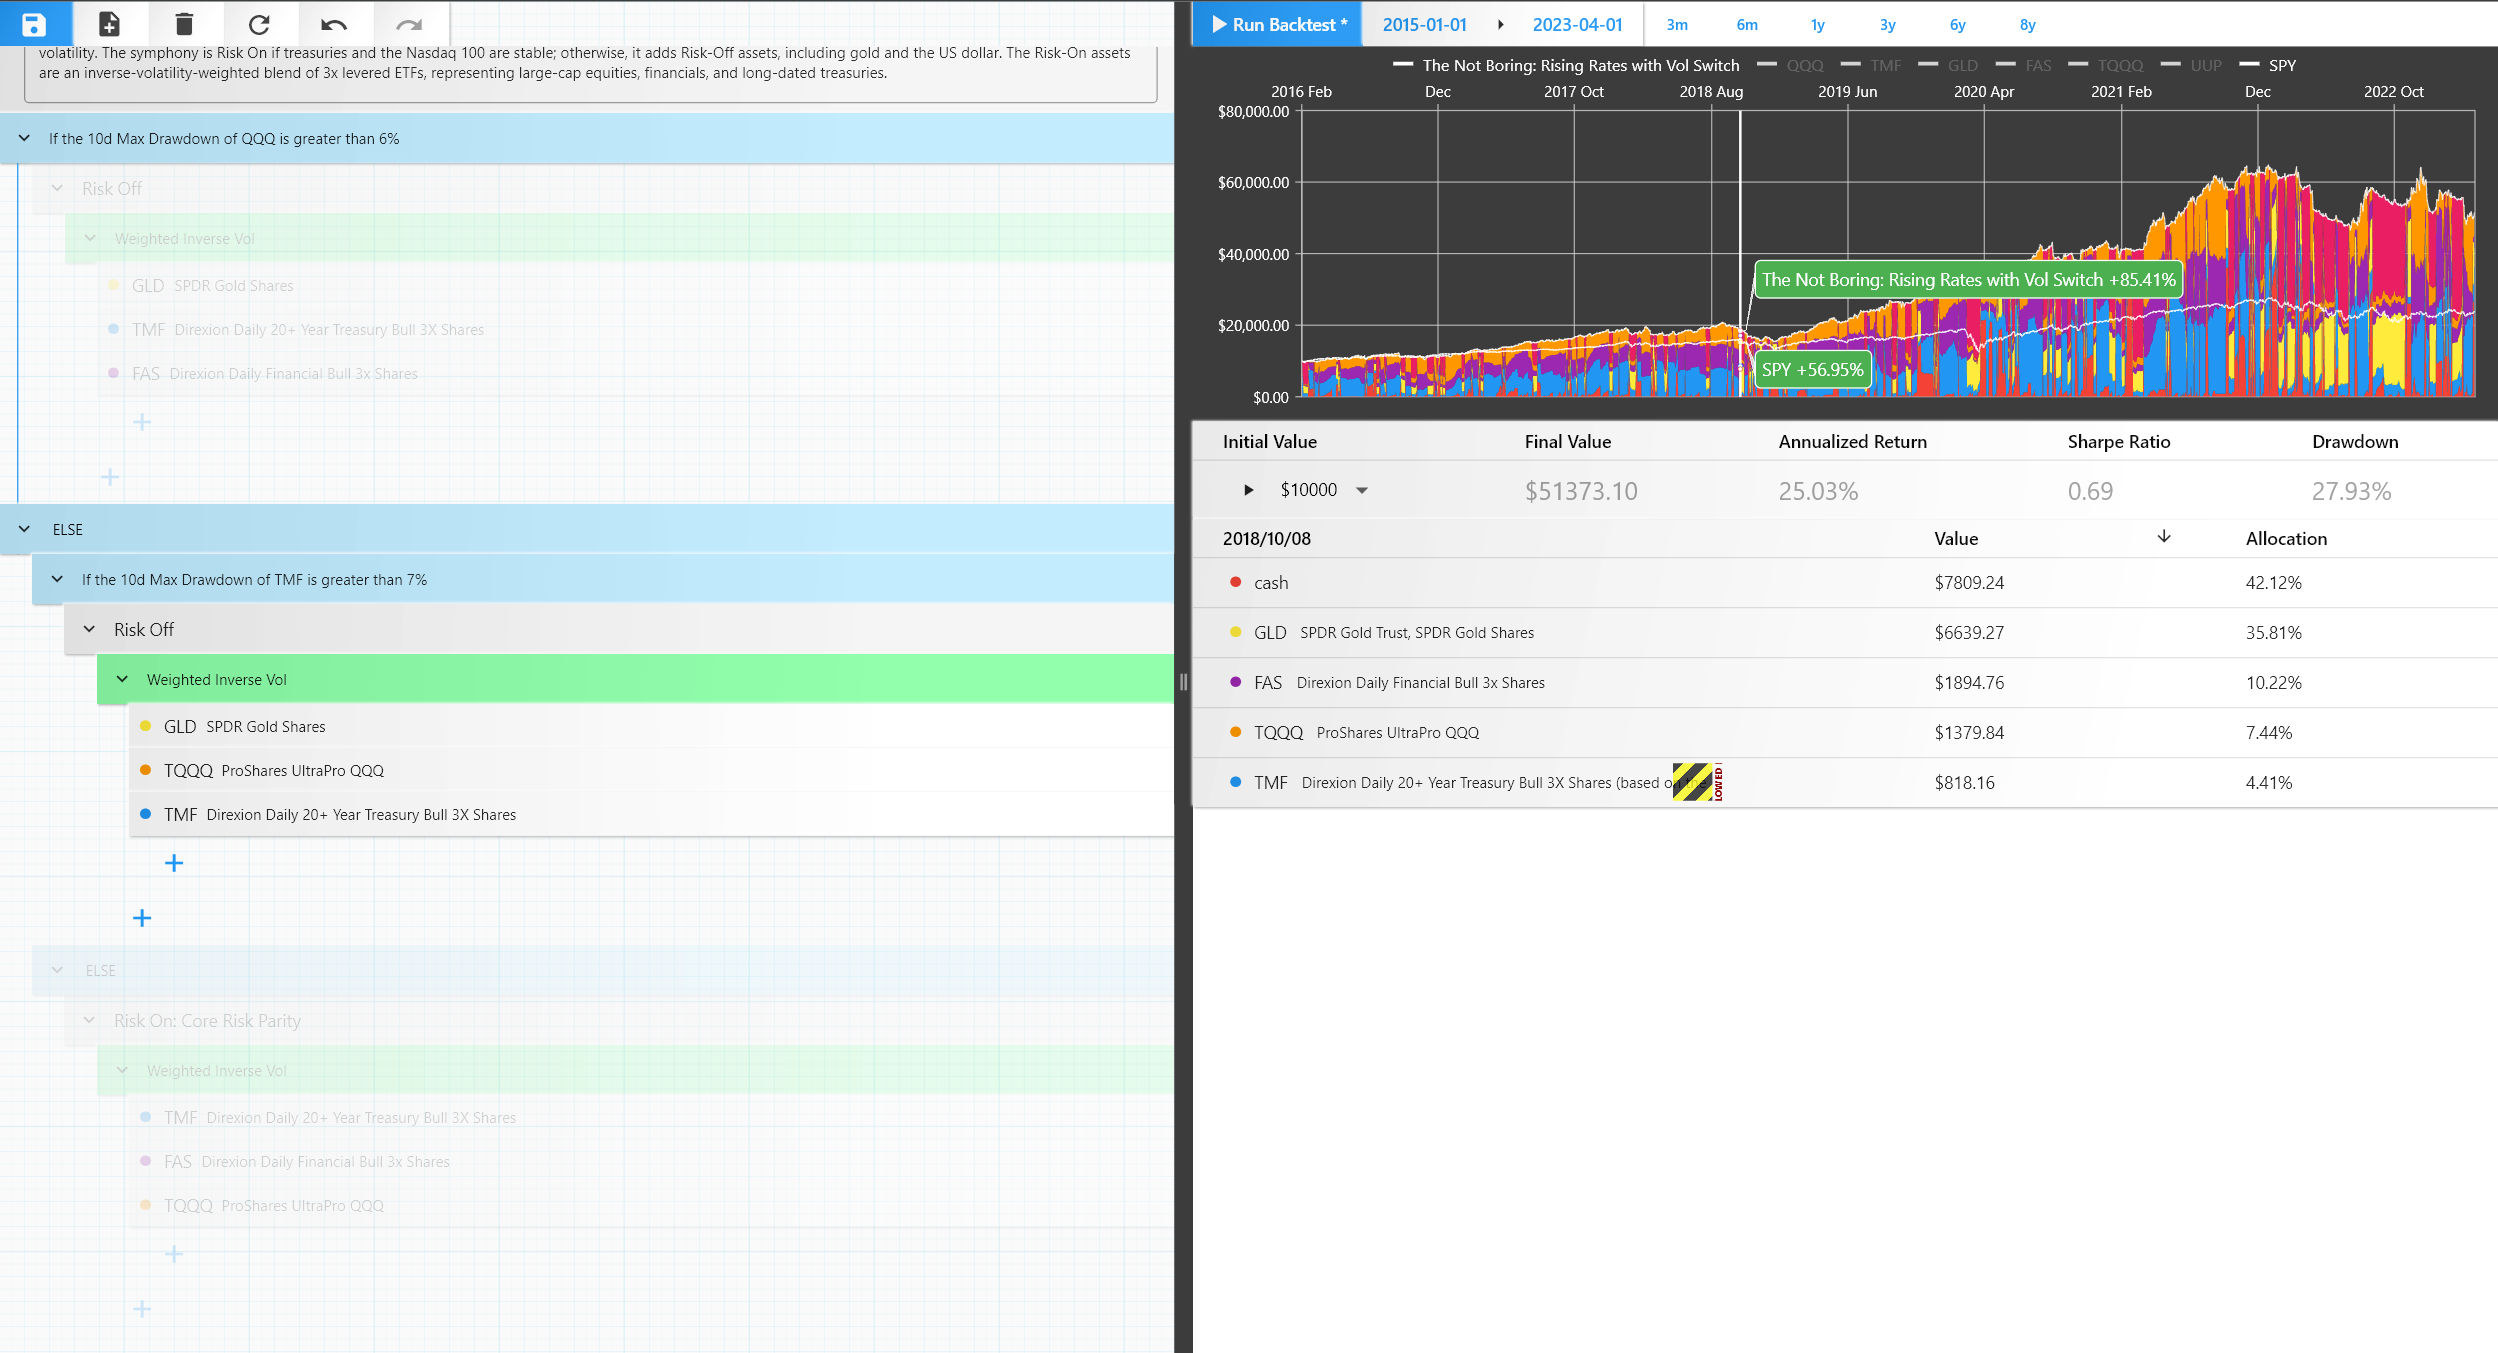 volatility. The symphony is Risk On if treasuries and the Nasdaq 100 are stable; otherwise, it adds Risk-Off assets, including gold and the US dollar. The Risk-On assets
are an inverse-volatility-weighted blend of 3x levered ETFs, representing large-cap equities, financials, and long-dated treasuries.
If the 10d Max Drawdown of QQQ is greater than 6%
Risk Off
Weighted Inverse Vol
GLD SPDR Gold Shares
TMF Direxion Daily 20+ Year Treasury Bull 3X Shares
FAS Direxion Daily Financial Bull 3x Shares
+
+
ELSE
If the 10d Max Drawdown of TMF is greater than 7%
Risk Off
Weighted Inverse Vol
GLD SPDR Gold Shares
TQQQ ProShares UltraPro QQQ
TMF Direxion Daily 20+ Year Treasury Bull 3X Shares
+
+
ELSE
Risk On: Core Risk Parity
Weighted Inverse Vol
TMF Direxion Daily 20+ Year Treasury Bull 3X Shares
FAS Direxion Daily Financial Bull 3x Shares
TQQQ ProShares UltraPro QQQ
+
+
Run Backtest * 2015-01-01 2023-04-01 3m 6m 1y 3y 6y 8y
The Not Boring: Rising Rates with Vol Switch QQQ TMF GLD FAS TQQQ UUP SPY
2016 Feb Dec 2017 Oct 2018 Aug 2019 Jun 2020 Apr 2021 Feb Dec 2022 Oct
$80,000.00
$60,000.00
$40,000.00
The Not Boring: Rising Rates with Vol Switch +85.41%
$20,000.00
SPY +56.95%
$0.00
Initial Value Final Value Annualized Return Sharpe Ratio Drawdown
$10000 $51373.10 25.03% 0.69 27.93%
2018/10/08 Value Allocation
cash $7809.24 42.12%
GLD SPDR Gold Trust, SPDR Gold Shares $6639.27 35.81%
FAS Direxion Daily Financial Bull 3x Shares $1894.76 10.22%
TQQQ ProShares UltraPro QQQ $1379.84 7.44%
TMF Direxion Daily 20+ Year Treasury Bull 3X Shares (based on the $818.16 4.41%